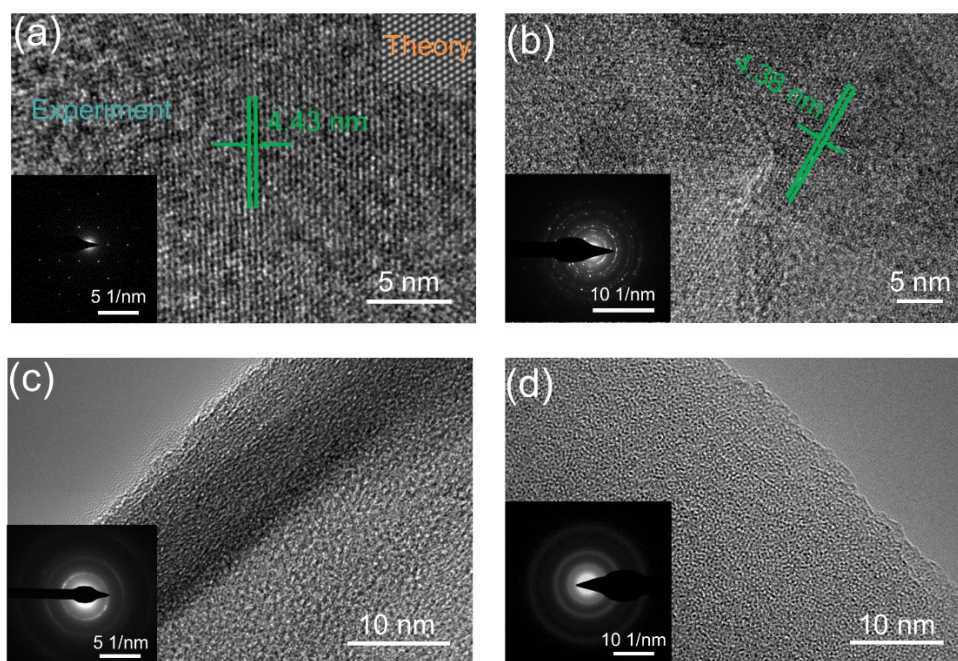 (a)
Theory
Experiment
4.43 nm
5 1/nm
5 nm
(b)
4.38 nm
10 1/nm
5 nm
(c)
5 1/nm
10 nm
(d)
10 1/nm
10 nm